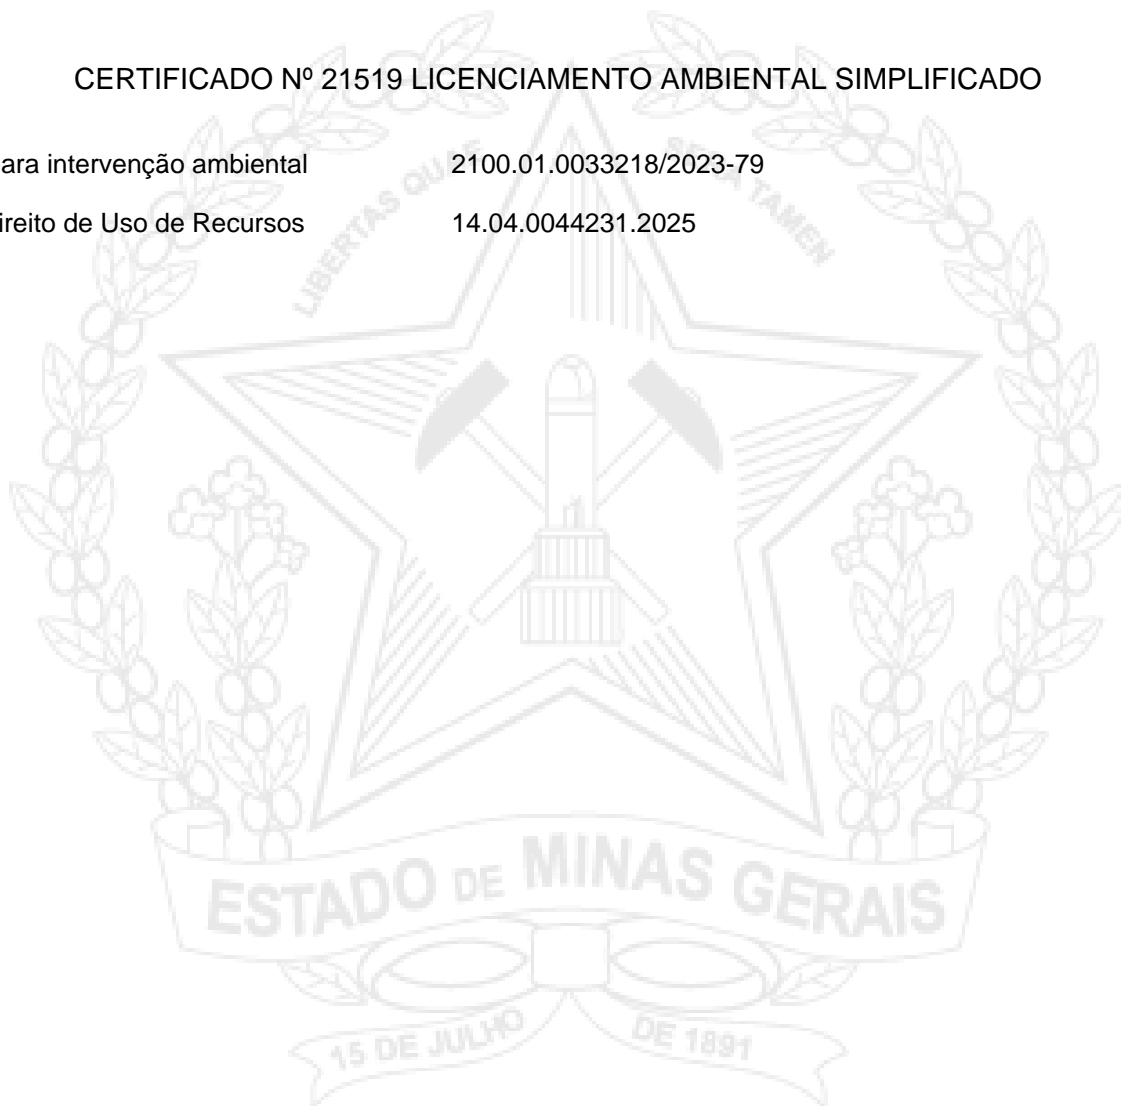 CERTIFICADO Nº 21519 LICENCIAMENTO AMBIENTAL SIMPLIFICADO
ara intervenção ambiental 2100.01.0033218/2023-79
ireito de Uso de Recursos 14.04.0044231.2025
LIBERTAS QUAE SERA TAMEN
ESTADO DE MINAS GERAIS
15 DE JULHO DE 1891